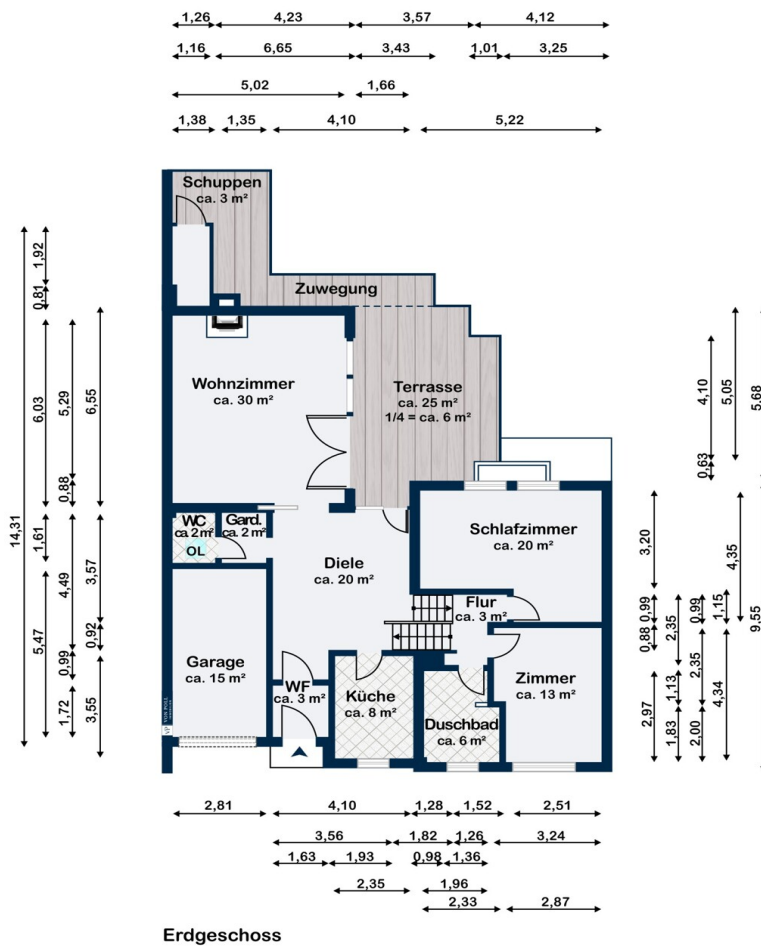 1,26 4,23 3,57 4,12
1,16 6,65 3,43 1,01 3,25
5,02 1,66
1,38 1,35 4,10 5,22
Schuppen
ca. 3 m²
Zuwegung
Wohnzimmer
ca. 30 m²
Terrasse
ca. 25 m²
1/4 = ca. 6 m²
WC
ca 2 m²
OL
Gard.
ca. 2 m²
Schlafzimmer
ca. 20 m²
Diele
ca. 20 m²
Flur
ca. 3 m²
Garage
ca. 15 m²
WF
ca. 3 m²
Küche
ca. 8 m²
Duschbad
ca. 6 m²
Zimmer
ca. 13 m²
VP VON POLL
14,31
1,92
0,81
6,03
1,61
5,47
5,29
0,88
4,49
0,99
1,72
6,55
3,57
0,92
3,55
3,20
0,99
0,88
2,97
2,35
1,13
1,83
4,10
0,63
0,99
2,35
2,00
5,05
4,35
1,15
4,34
5,68
9,55
2,81 4,10 1,28 1,52 2,51
3,56 1,82 1,26 3,24
1,63 1,93 0,98 1,36
2,35 1,96
2,33 2,87
Erdgeschoss